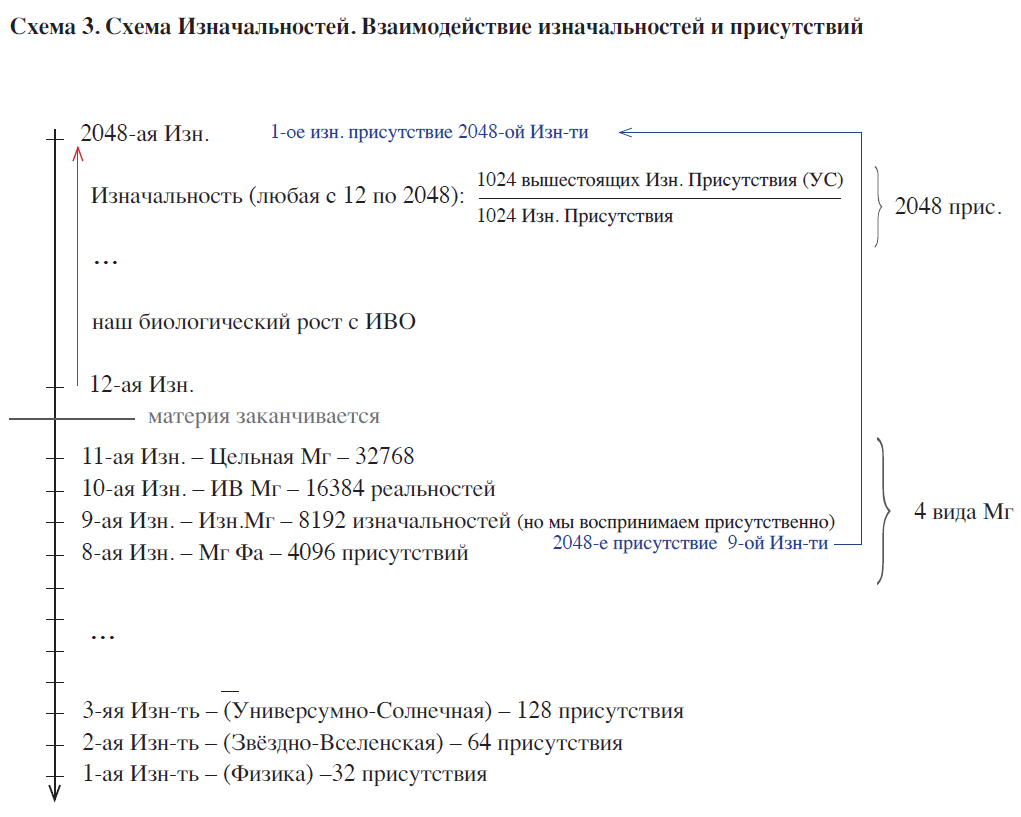 Схема 3. Схема Изначальностей. Взаимодействие изначальностей и присутствий
2048-ая Изн.
1-ое изн. присутствие 2048-ой Изн-ти
Изначальность (любая с 12 по 2048):
1024 вышестоящих Изн. Присутствия (УС)
1024 Изн. Присутствия
2048 прис.
...
наш биологический рост с ИВО
12-ая Изн.
материя заканчивается
11-ая Изн. – Цельная Мг – 32768
10-ая Изн. – ИВ Мг – 16384 реальностей
9-ая Изн. – Изн.Мг – 8192 изначальностей (но мы воспринимаем присутственно)
8-ая Изн. – Мг Фа – 4096 присутствий
2048-е присутствие 9-ой Изн-ти
4 вида Мг
...
3-яя Изн-ть – (Универсумно-Солнечная) – 128 присутствия
2-ая Изн-ть – (Звёздно-Вселенская) – 64 присутствия
1-ая Изн-ть – (Физика) –32 присутствия